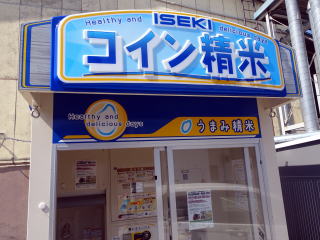 Healthy and ISEKI delicious days
コイン精米
Healthy and
delicious days
うまみ精米